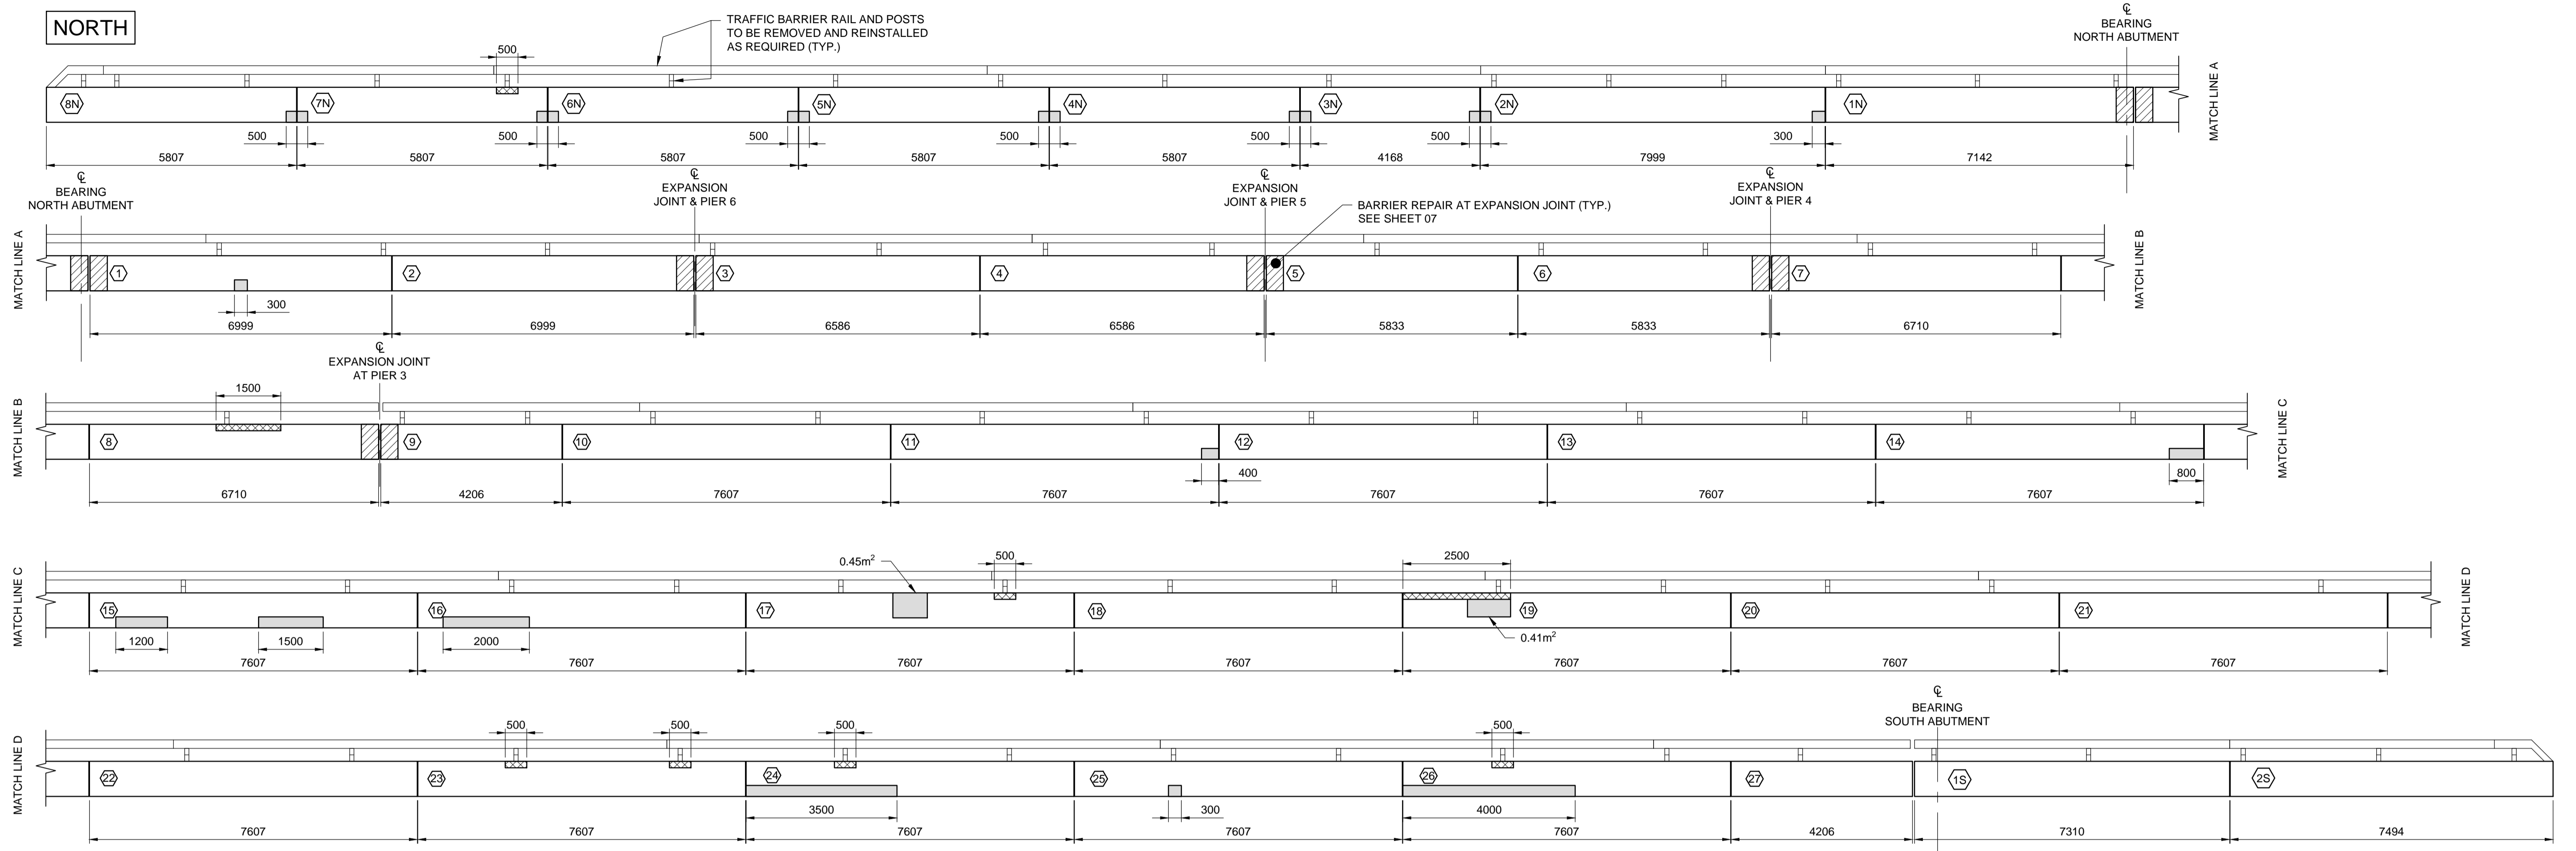 NORTH
TRAFFIC BARRIER RAIL AND POSTS
TO BE REMOVED AND REINSTALLED
AS REQUIRED (TYP.)
℄
BEARING
NORTH ABUTMENT
500
MATCH LINE A
8N
7N
6N
5N
4N
3N
2N
1N
500
500
500
500
500
500
300
5807
5807
5807
5807
5807
4168
7999
7142
℄
BEARING
NORTH ABUTMENT
℄
EXPANSION
JOINT & PIER 6
℄
EXPANSION
JOINT & PIER 5
BARRIER REPAIR AT EXPANSION JOINT (TYP.)
SEE SHEET 07
℄
EXPANSION
JOINT & PIER 4
MATCH LINE A
MATCH LINE B
1
2
3
4
5
6
7
300
6999
6999
6586
6586
5833
5833
6710
℄
EXPANSION JOINT
AT PIER 3
1500
MATCH LINE B
MATCH LINE C
8
9
10
11
12
13
14
400
800
6710
4206
7607
7607
7607
7607
7607
0.45m²
500
2500
MATCH LINE C
MATCH LINE D
15
16
17
18
19
20
21
0.41m²
1200
1500
2000
7607
7607
7607
7607
7607
7607
7607
℄
BEARING
SOUTH ABUTMENT
500
500
500
500
MATCH LINE D
22
23
24
25
26
27
1S
2S
3500
300
4000
7607
7607
7607
7607
7607
4206
7310
7494